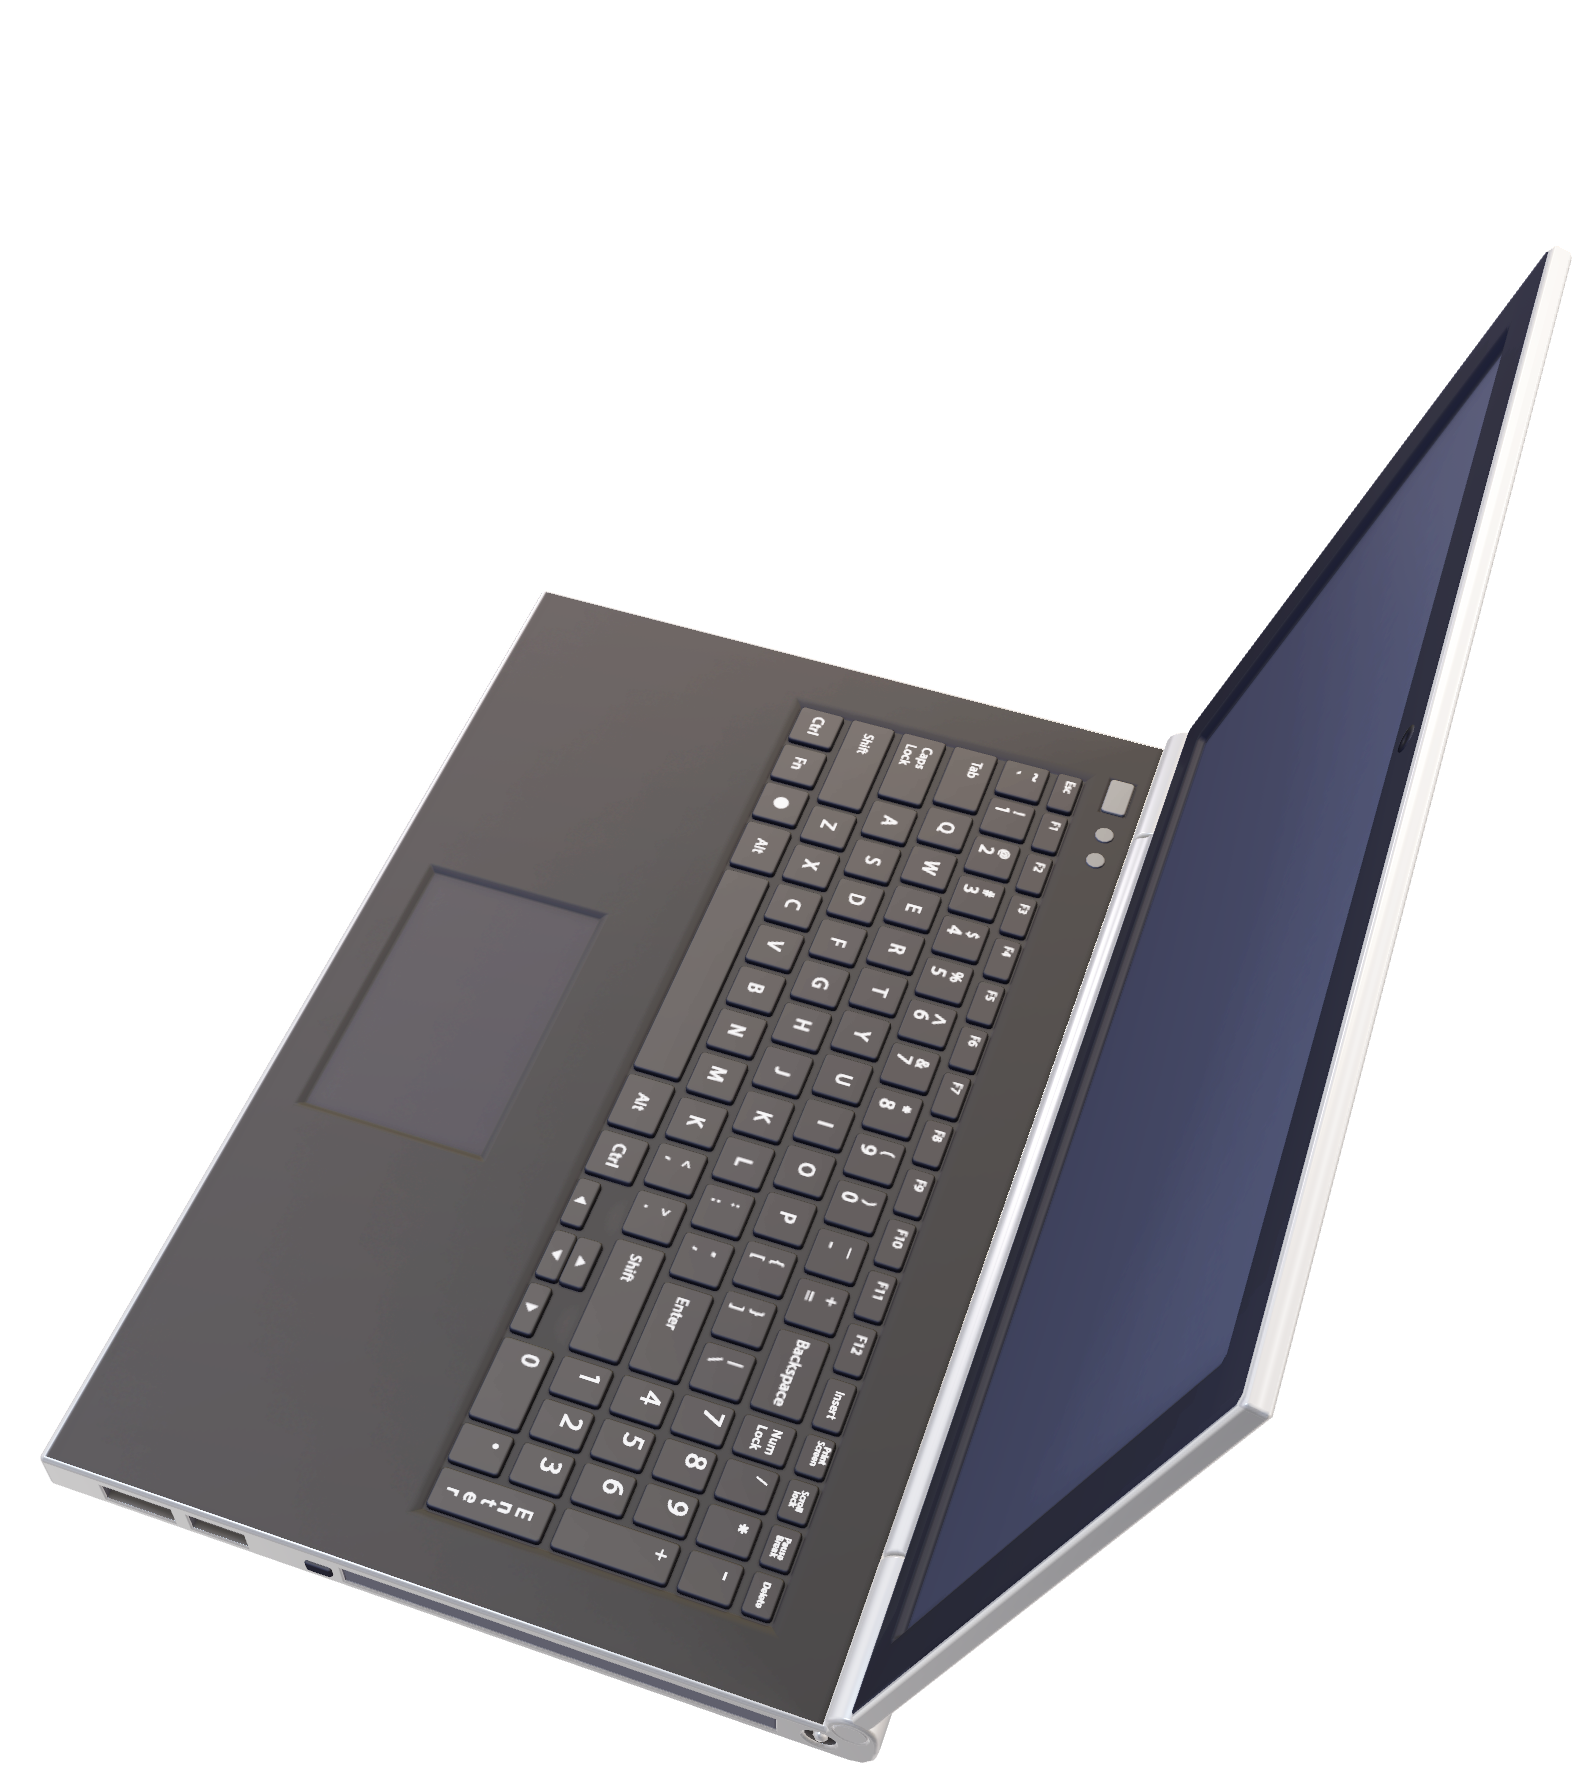 Esc F1 F2 F3 F4 F5 F6 F7 F8 F9 F10 F11 F12 Insert Print Screen Scroll lock Pause Break Delete
~ ` ! 1 @ 2 # 3 $ 4 % 5 ^ 6 & 7 * 8 ( 9 ) 0 _ - + = Backspace Num Lock / * -
Tab Q W E R T Y U I O P { [ } ] | \ 7 8 9 +
Caps Lock A S D F G H J K L : ; " ' Enter 4 5 6
Shift Z X C V B N M K < , > . Shift 1 2 3 Enter
Ctrl Fn Alt Alt Ctrl 0 .